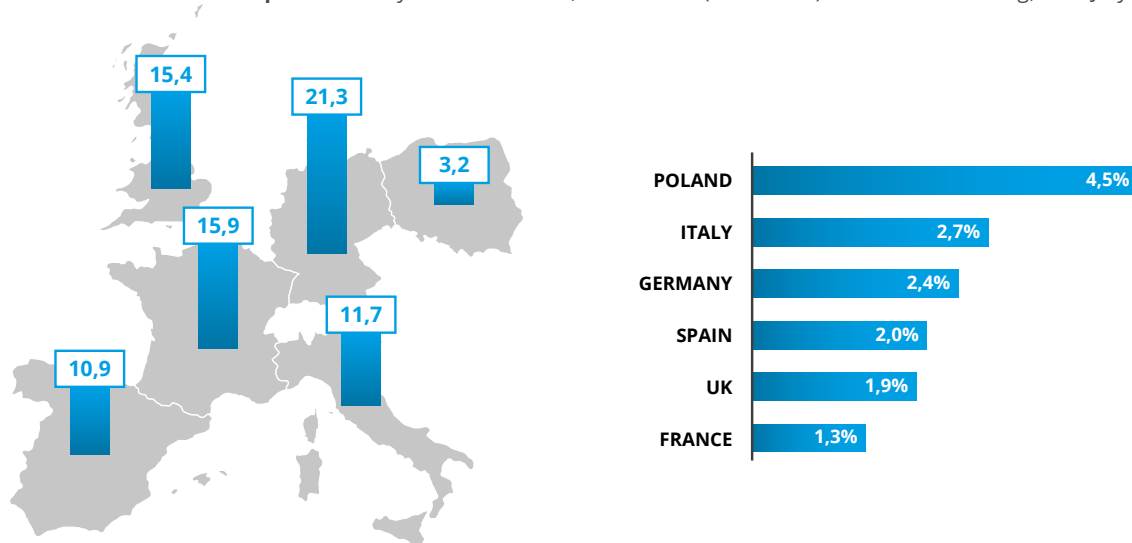 15,4
21,3
3,2
15,9
11,7
10,9
POLAND 4,5%
ITALY 2,7%
GERMANY 2,4%
SPAIN 2,0%
UK 1,9%
FRANCE 1,3%